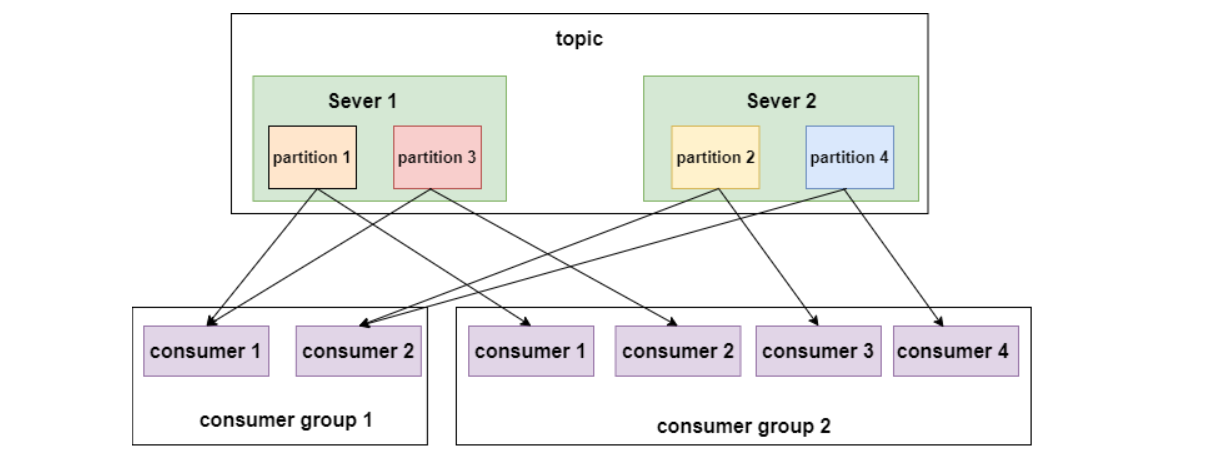 topic
Sever 1
Sever 2
partition 1
partition 3
partition 2
partition 4
consumer 1
consumer 2
consumer 1
consumer 2
consumer 3
consumer 4
consumer group 1
consumer group 2